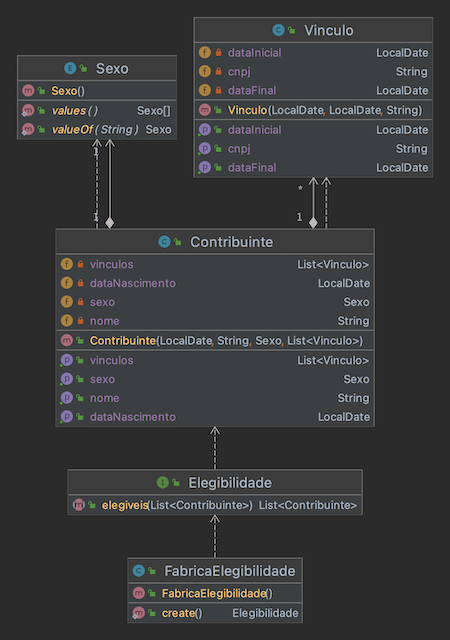 Vinculo
dataInicial LocalDate
cnpj String
dataFinal LocalDate
Vinculo(LocalDate, LocalDate, String)
dataInicial LocalDate
cnpj String
dataFinal LocalDate
Sexo
Sexo()
values() Sexo[]
valueOf(String) Sexo
1
1
*
1
Contribuinte
vinculos List<Vinculo>
dataNascimento LocalDate
sexo Sexo
nome String
Contribuinte(LocalDate, String, Sexo, List<Vinculo>)
vinculos List<Vinculo>
sexo Sexo
nome String
dataNascimento LocalDate
Elegibilidade
elegiveis(List<Contribuinte>) List<Contribuinte>
FabricaElegibilidade
FabricaElegibilidade()
create() Elegibilidade